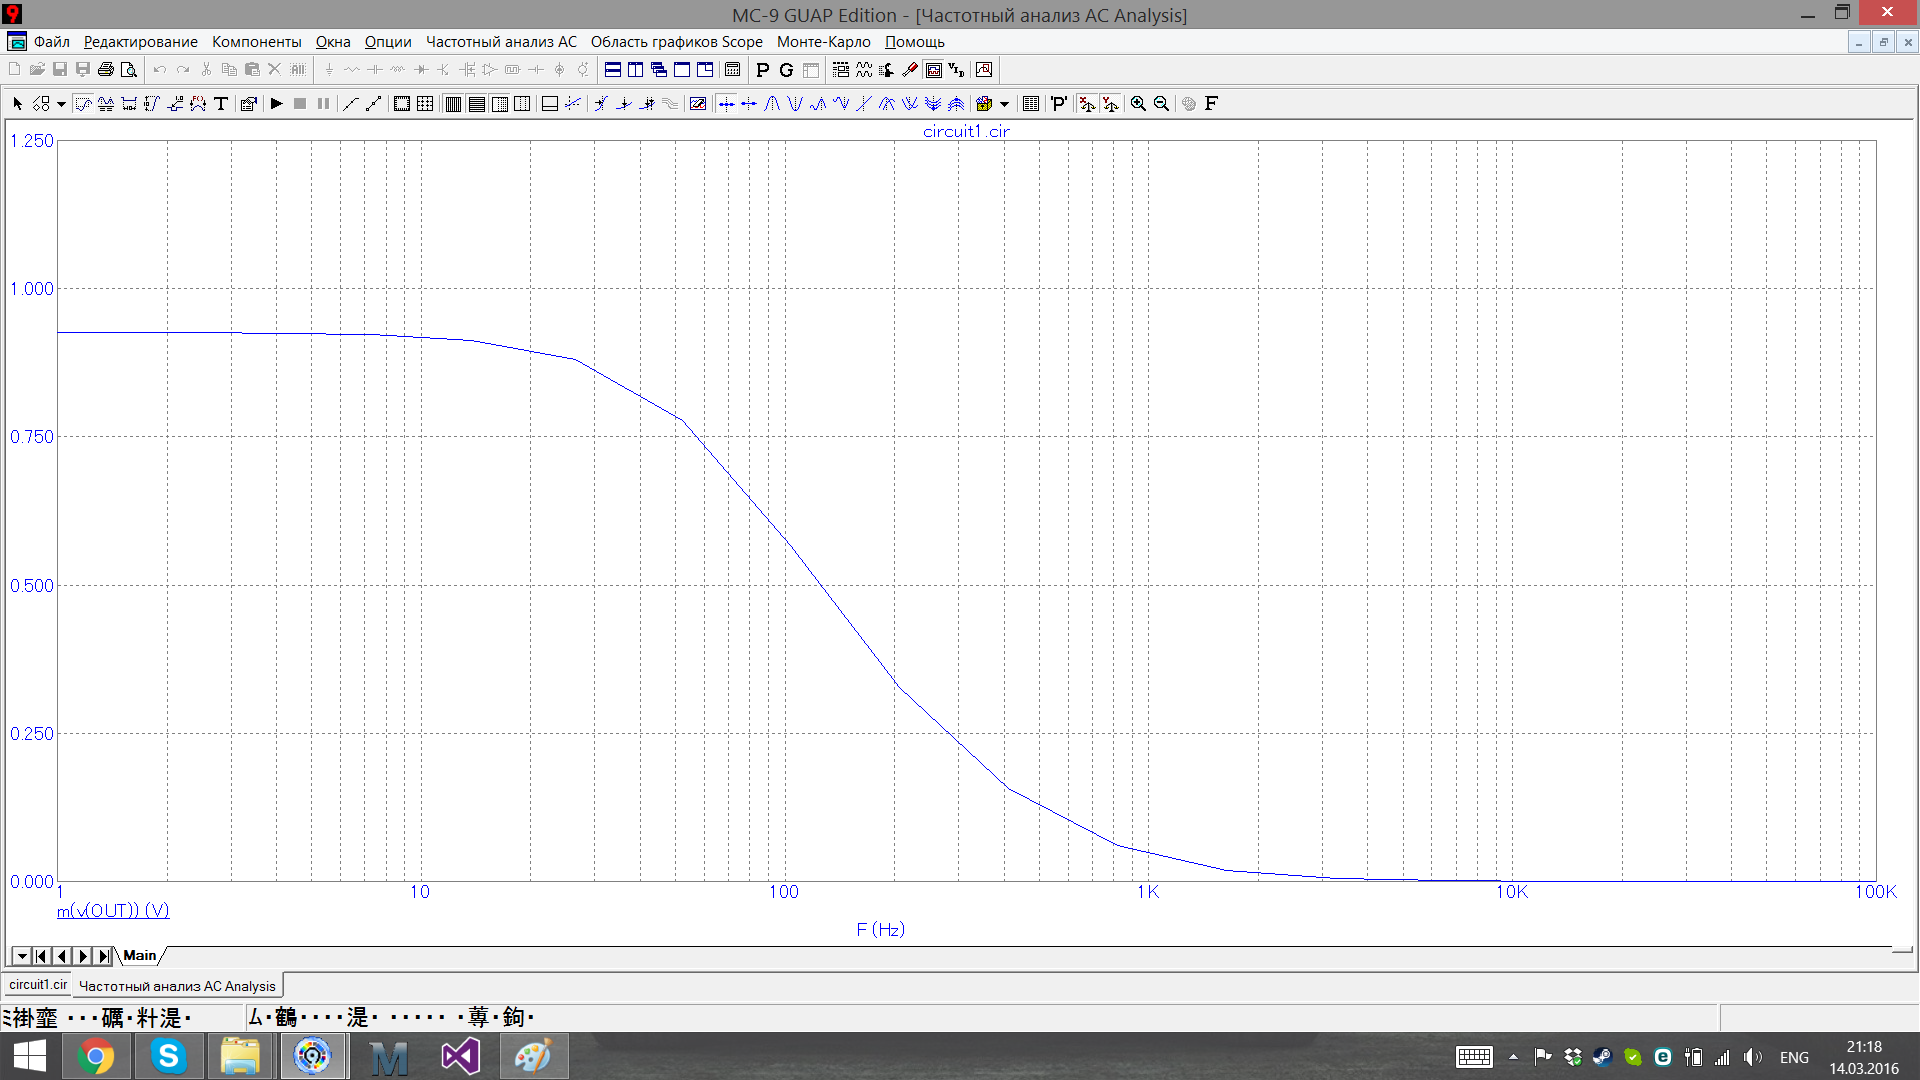 MC-9 GUAP Edition - [Частотный анализ AC Analysis]
Файл Редактирование Компоненты Окна Опции Частотный анализ AC Область графиков Scope Монте-Карло Помощь
circuit1.cir
1.250
1.000
0.750
0.500
0.250
0.000
1 10 100 1K 10K 100K
m(v(OUT)) (V)
F (Hz)
Main
circuit1.cir Частотный анализ AC Analysis
ENG
21:18
14.03.2016